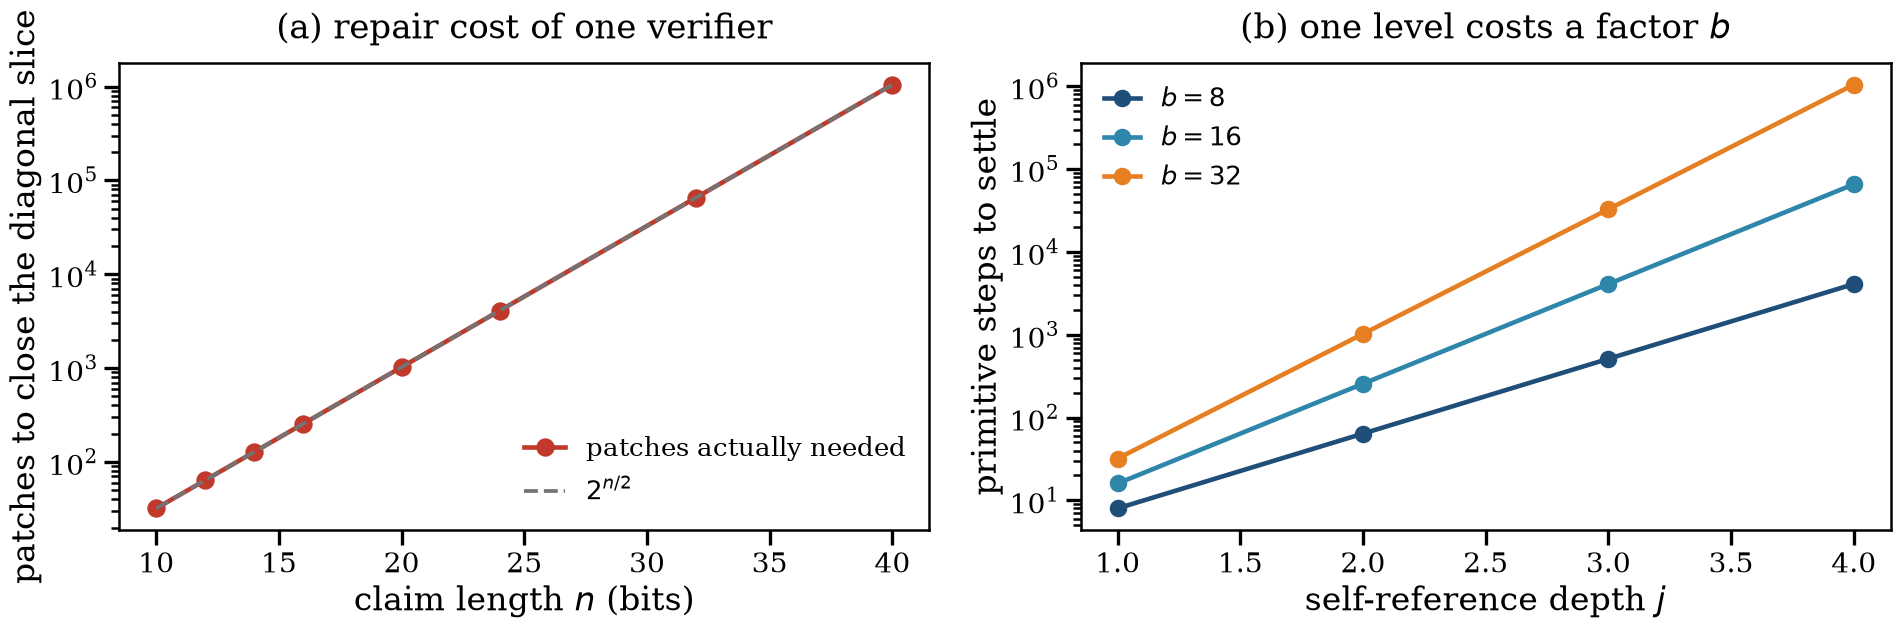 (a) repair cost of one verifier
patches to close the diagonal slice
10^6
10^5
10^4
10^3
10^2
patches actually needed
2^{n/2}
10 15 20 25 30 35 40
claim length n (bits)
(b) one level costs a factor b
primitive steps to settle
10^6
10^5
10^4
10^3
10^2
10^1
b = 8
b = 16
b = 32
1.0 1.5 2.0 2.5 3.0 3.5 4.0
self-reference depth j